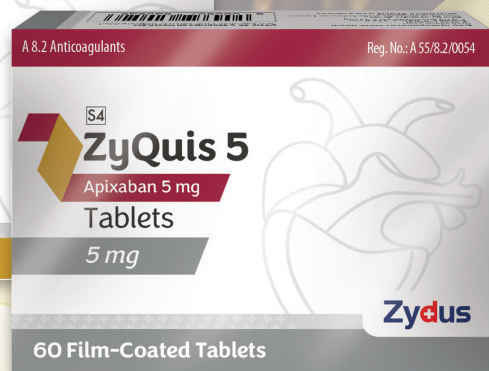 A 8.2 Anticoagulants
Reg. No.: A 55/8.2/0054
S4
ZyQuis 5
Apixaban 5 mg
Tablets
5 mg
Zydus
60 Film-Coated Tablets